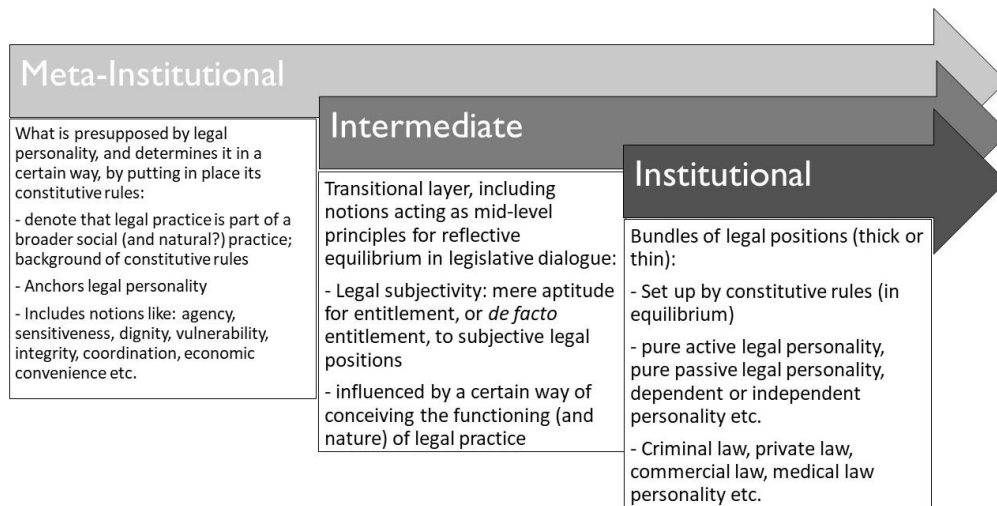 Meta-Institutional
What is presupposed by legal
personality, and determines it in a
certain way, by putting in place its
constitutive rules:
- denote that legal practice is part of a
broader social (and natural?) practice;
background of constitutive rules
- Anchors legal personality
- Includes notions like: agency,
sensitiveness, dignity, vulnerability,
integrity, coordination, economic
convenience etc.
Intermediate
Transitional layer, including
notions acting as mid-level
principles for reflective
equilibrium in legislative dialogue:
- Legal subjectivity: mere aptitude
for entitlement, or de facto
entitlement, to subjective legal
positions
- influenced by a certain way of
conceiving the functioning (and
nature) of legal practice
Institutional
Bundles of legal positions (thick or
thin):
- Set up by constitutive rules (in
equilibrium)
- pure active legal personality,
pure passive legal personality,
dependent or independent
personality etc.
- Criminal law, private law,
commercial law, medical law
personality etc.